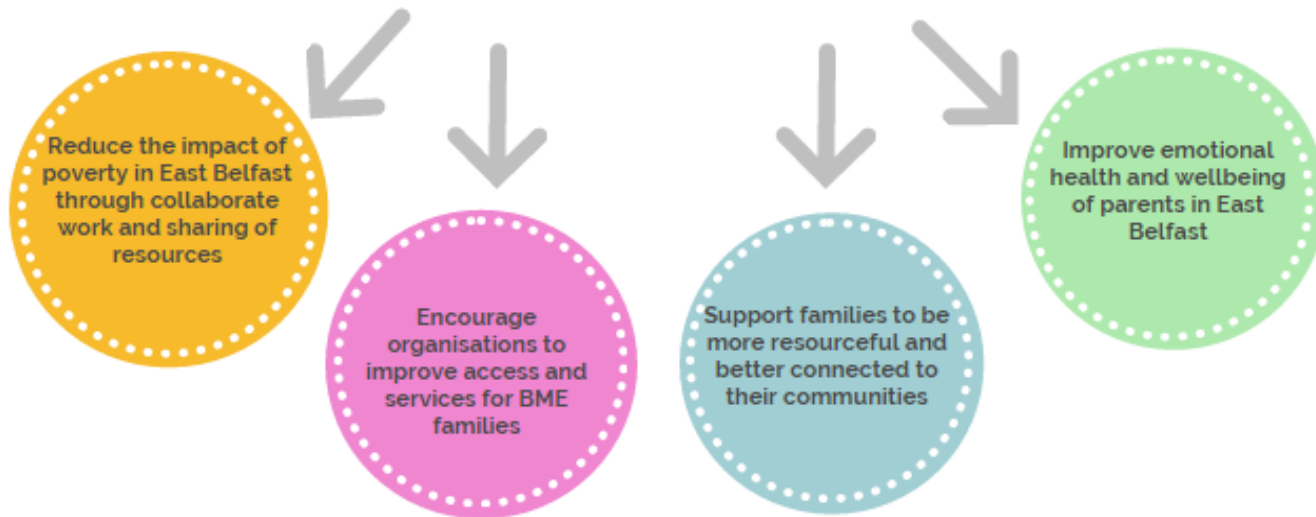 Reduce the impact of
poverty in East Belfast
through collaborate
work and sharing of
resources
Encourage
organisations to
improve access and
services for BME
families
Support families to be
more resourceful and
better connected to
their communities
Improve emotional
health and wellbeing
of parents in East
Belfast